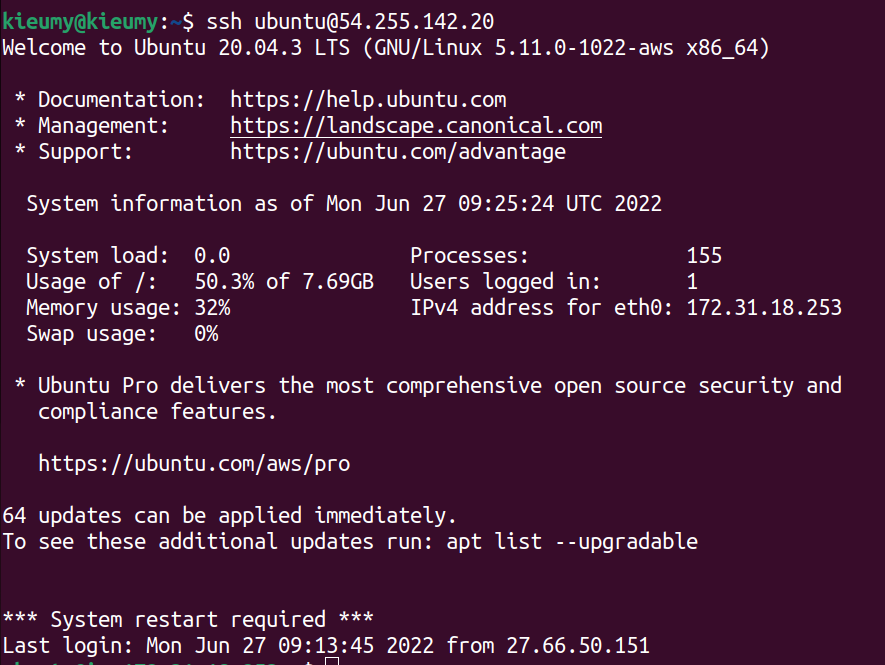 kieumy@kieumy:~$ ssh ubuntu@54.255.142.20
Welcome to Ubuntu 20.04.3 LTS (GNU/Linux 5.11.0-1022-aws x86_64)
* Documentation: https://help.ubuntu.com
* Management: https://landscape.canonical.com
* Support: https://ubuntu.com/advantage
System information as of Mon Jun 27 09:25:24 UTC 2022
System load: 0.0 Processes: 155
Usage of /: 50.3% of 7.69GB Users logged in: 1
Memory usage: 32% IPv4 address for eth0: 172.31.18.253
Swap usage: 0%
* Ubuntu Pro delivers the most comprehensive open source security and
compliance features.
https://ubuntu.com/aws/pro
64 updates can be applied immediately.
To see these additional updates run: apt list --upgradable
*** System restart required ***
Last login: Mon Jun 27 09:13:45 2022 from 27.66.50.151